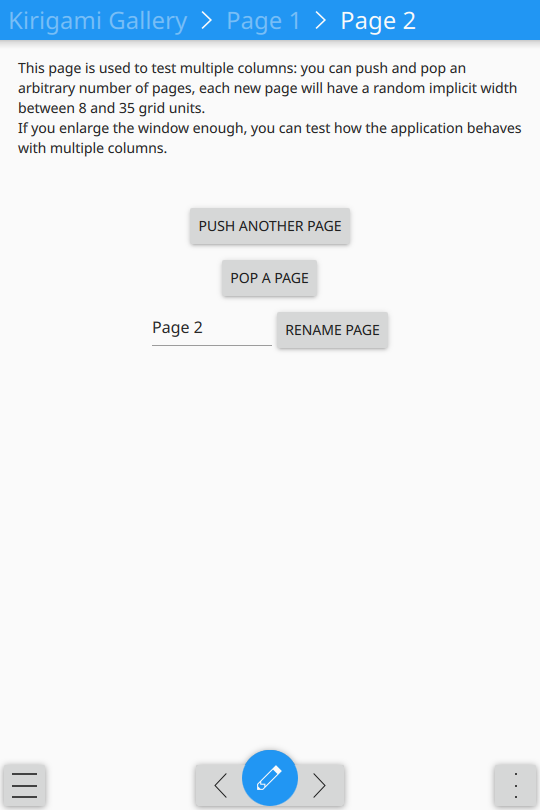 Kirigami Gallery > Page 1 > Page 2
This page is used to test multiple columns: you can push and pop an
arbitrary number of pages, each new page will have a random implicit width
between 8 and 35 grid units.
If you enlarge the window enough, you can test how the application behaves
with multiple columns.
PUSH ANOTHER PAGE
POP A PAGE
Page 2 RENAME PAGE